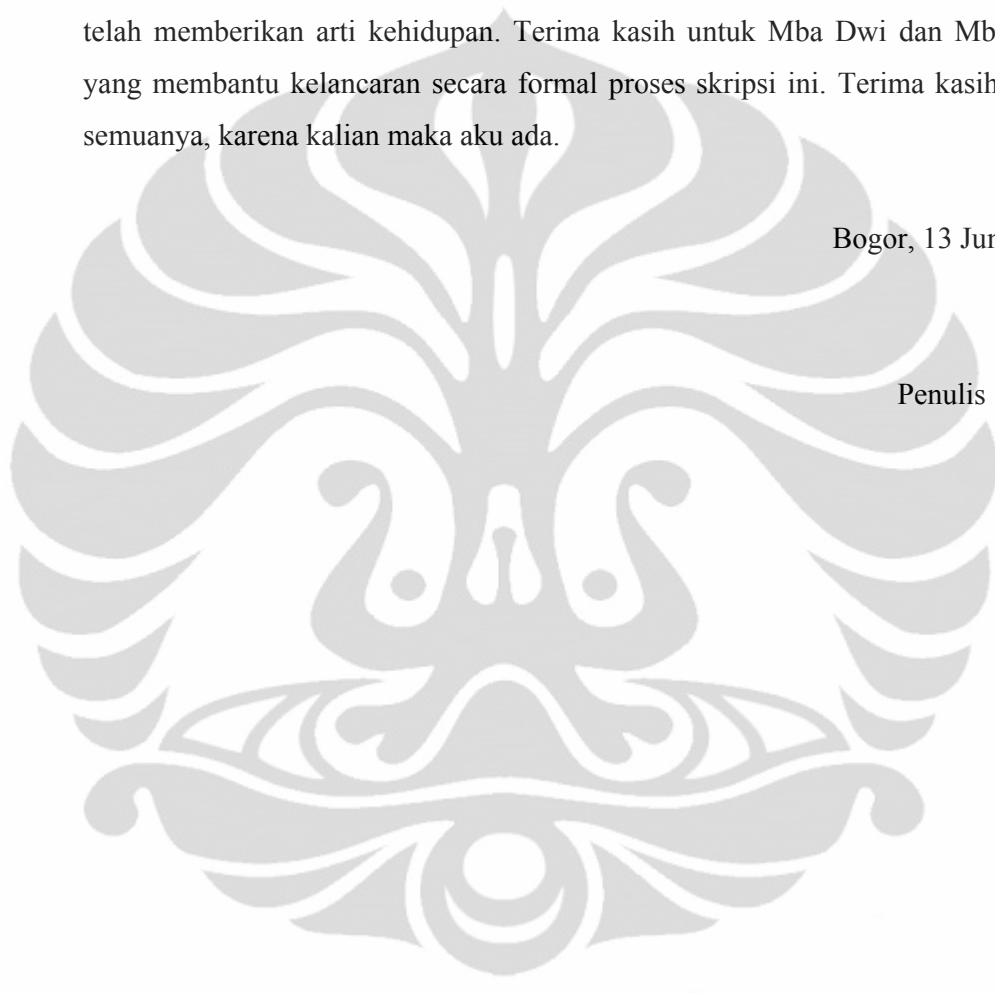 telah memberikan arti kehidupan. Terima kasih untuk Mba Dwi dan Mb
yang membantu kelancaran secara formal proses skripsi ini. Terima kasih
semuanya, karena kalian maka aku ada.
Bogor, 13 Jun
Penulis